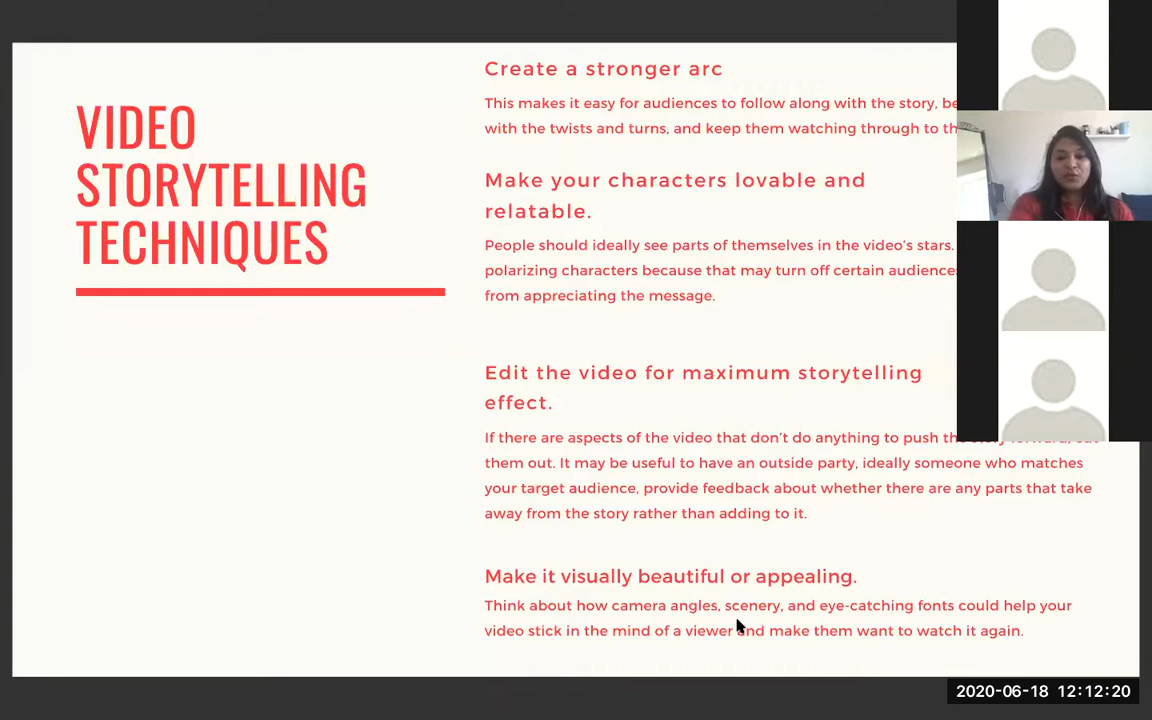 VIDEO
STORYTELLING
TECHNIQUES
Create a stronger arc
This makes it easy for audiences to follow along with the story,
with the twists and turns, and keep them watching through to
Make your characters lovable and
relatable.
People should ideally see parts of themselves in the video's stars.
polarizing characters because that may turn off certain
from appreciating the message.
Edit the video for maximum storytelling
effect.
If there are aspects of the video that don't do anything to push
them out. It may be useful to have an outside party, ideally someone who matches
your target audience, provide feedback about whether there are any parts that take
away from the story rather than adding to it.
Make it visually beautiful or appealing.
Think about how camera angles, scenery, and eye-catching fonts could help your
video stick in the mind of a viewer and make them want to watch it again.
2020-06-18 12:12:20